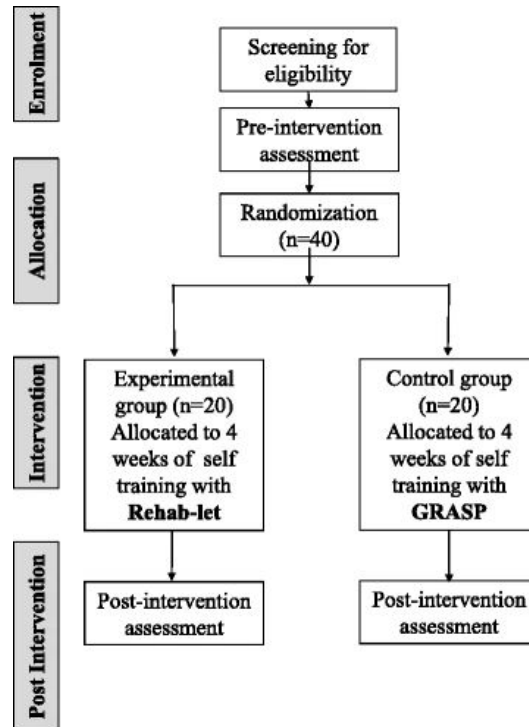 Enrolment
Screening for
eligibility
Pre-intervention
assessment
Allocation
Randomization
(n=40)
Intervention
Experimental
group (n=20)
Allocated to 4
weeks of self
training with
Rehab-let
Control group
(n=20)
Allocated to 4
weeks of self
training with
GRASP
Post Intervention
Post-intervention
assessment
Post-intervention
assessment